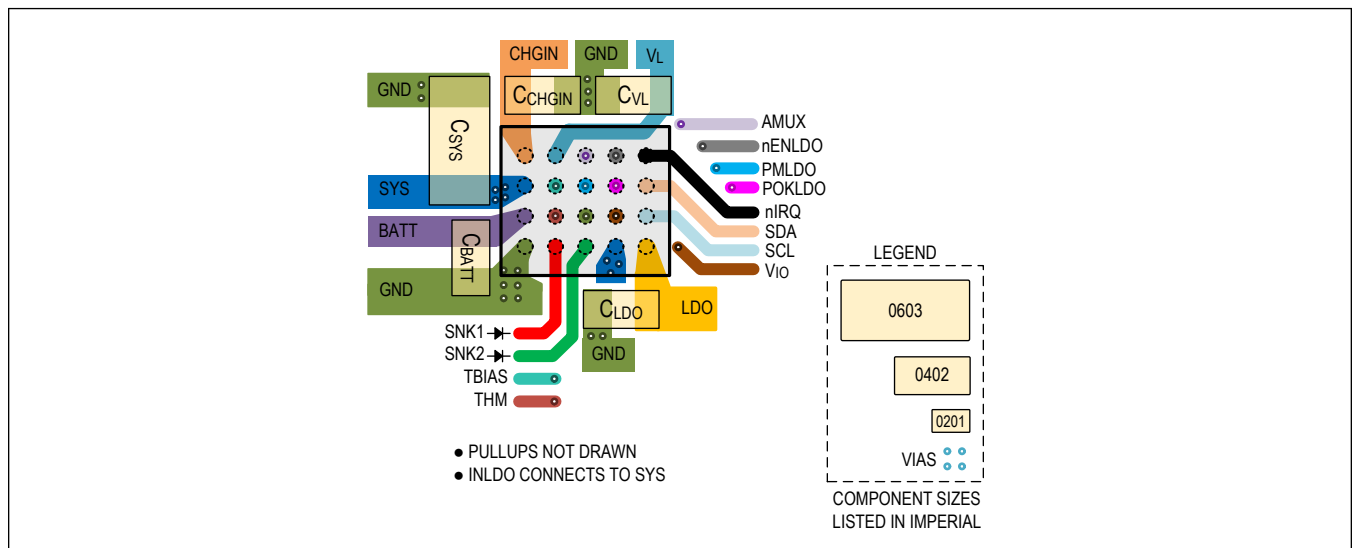 CHGIN GND VL
GND
CCHGIN CVL
CSYS
AMUX
nENLDO
PMLDO
POKLDO
SYS
nIRQ
BATT
SDA
CBATT
SCL
VIO
GND
CLDO LDO
SNK1
SNK2
GND
TBIAS
THM
● PULLUPS NOT DRAWN
● INLDO CONNECTS TO SYS
LEGEND
0603
0402
0201
VIAS
COMPONENT SIZES
LISTED IN IMPERIAL